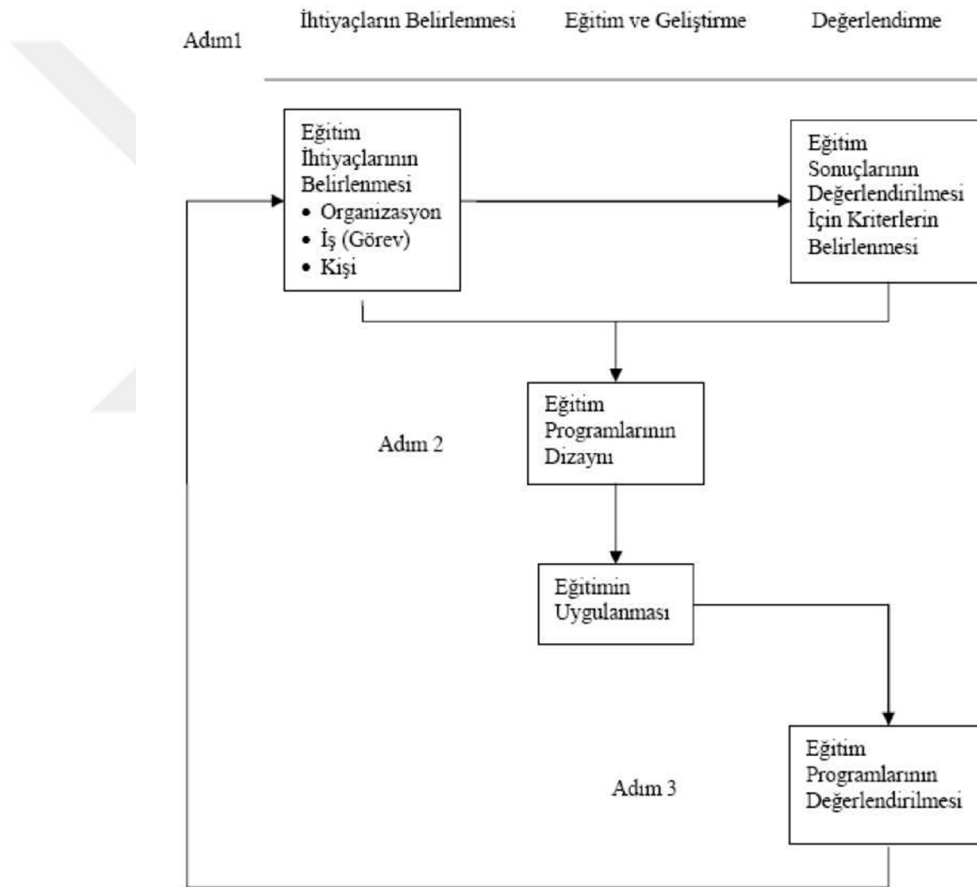 İhtiyaçların Belirlenmesi
Eğitim ve Geliştirme
Değerlendirme
Adım1
Eğitim
İhtiyaçlarının
Belirlenmesi
• Organizasyon
• İş (Görev)
• Kişi
Eğitim
Sonuçlarının
Değerlendirilmesi
İçin Kriterlerin
Belirlenmesi
Adım 2
Eğitim
Programlarının
Dizaynı
Eğitimin
Uygulanması
Adım 3
Eğitim
Programlarının
Değerlendirilmesi